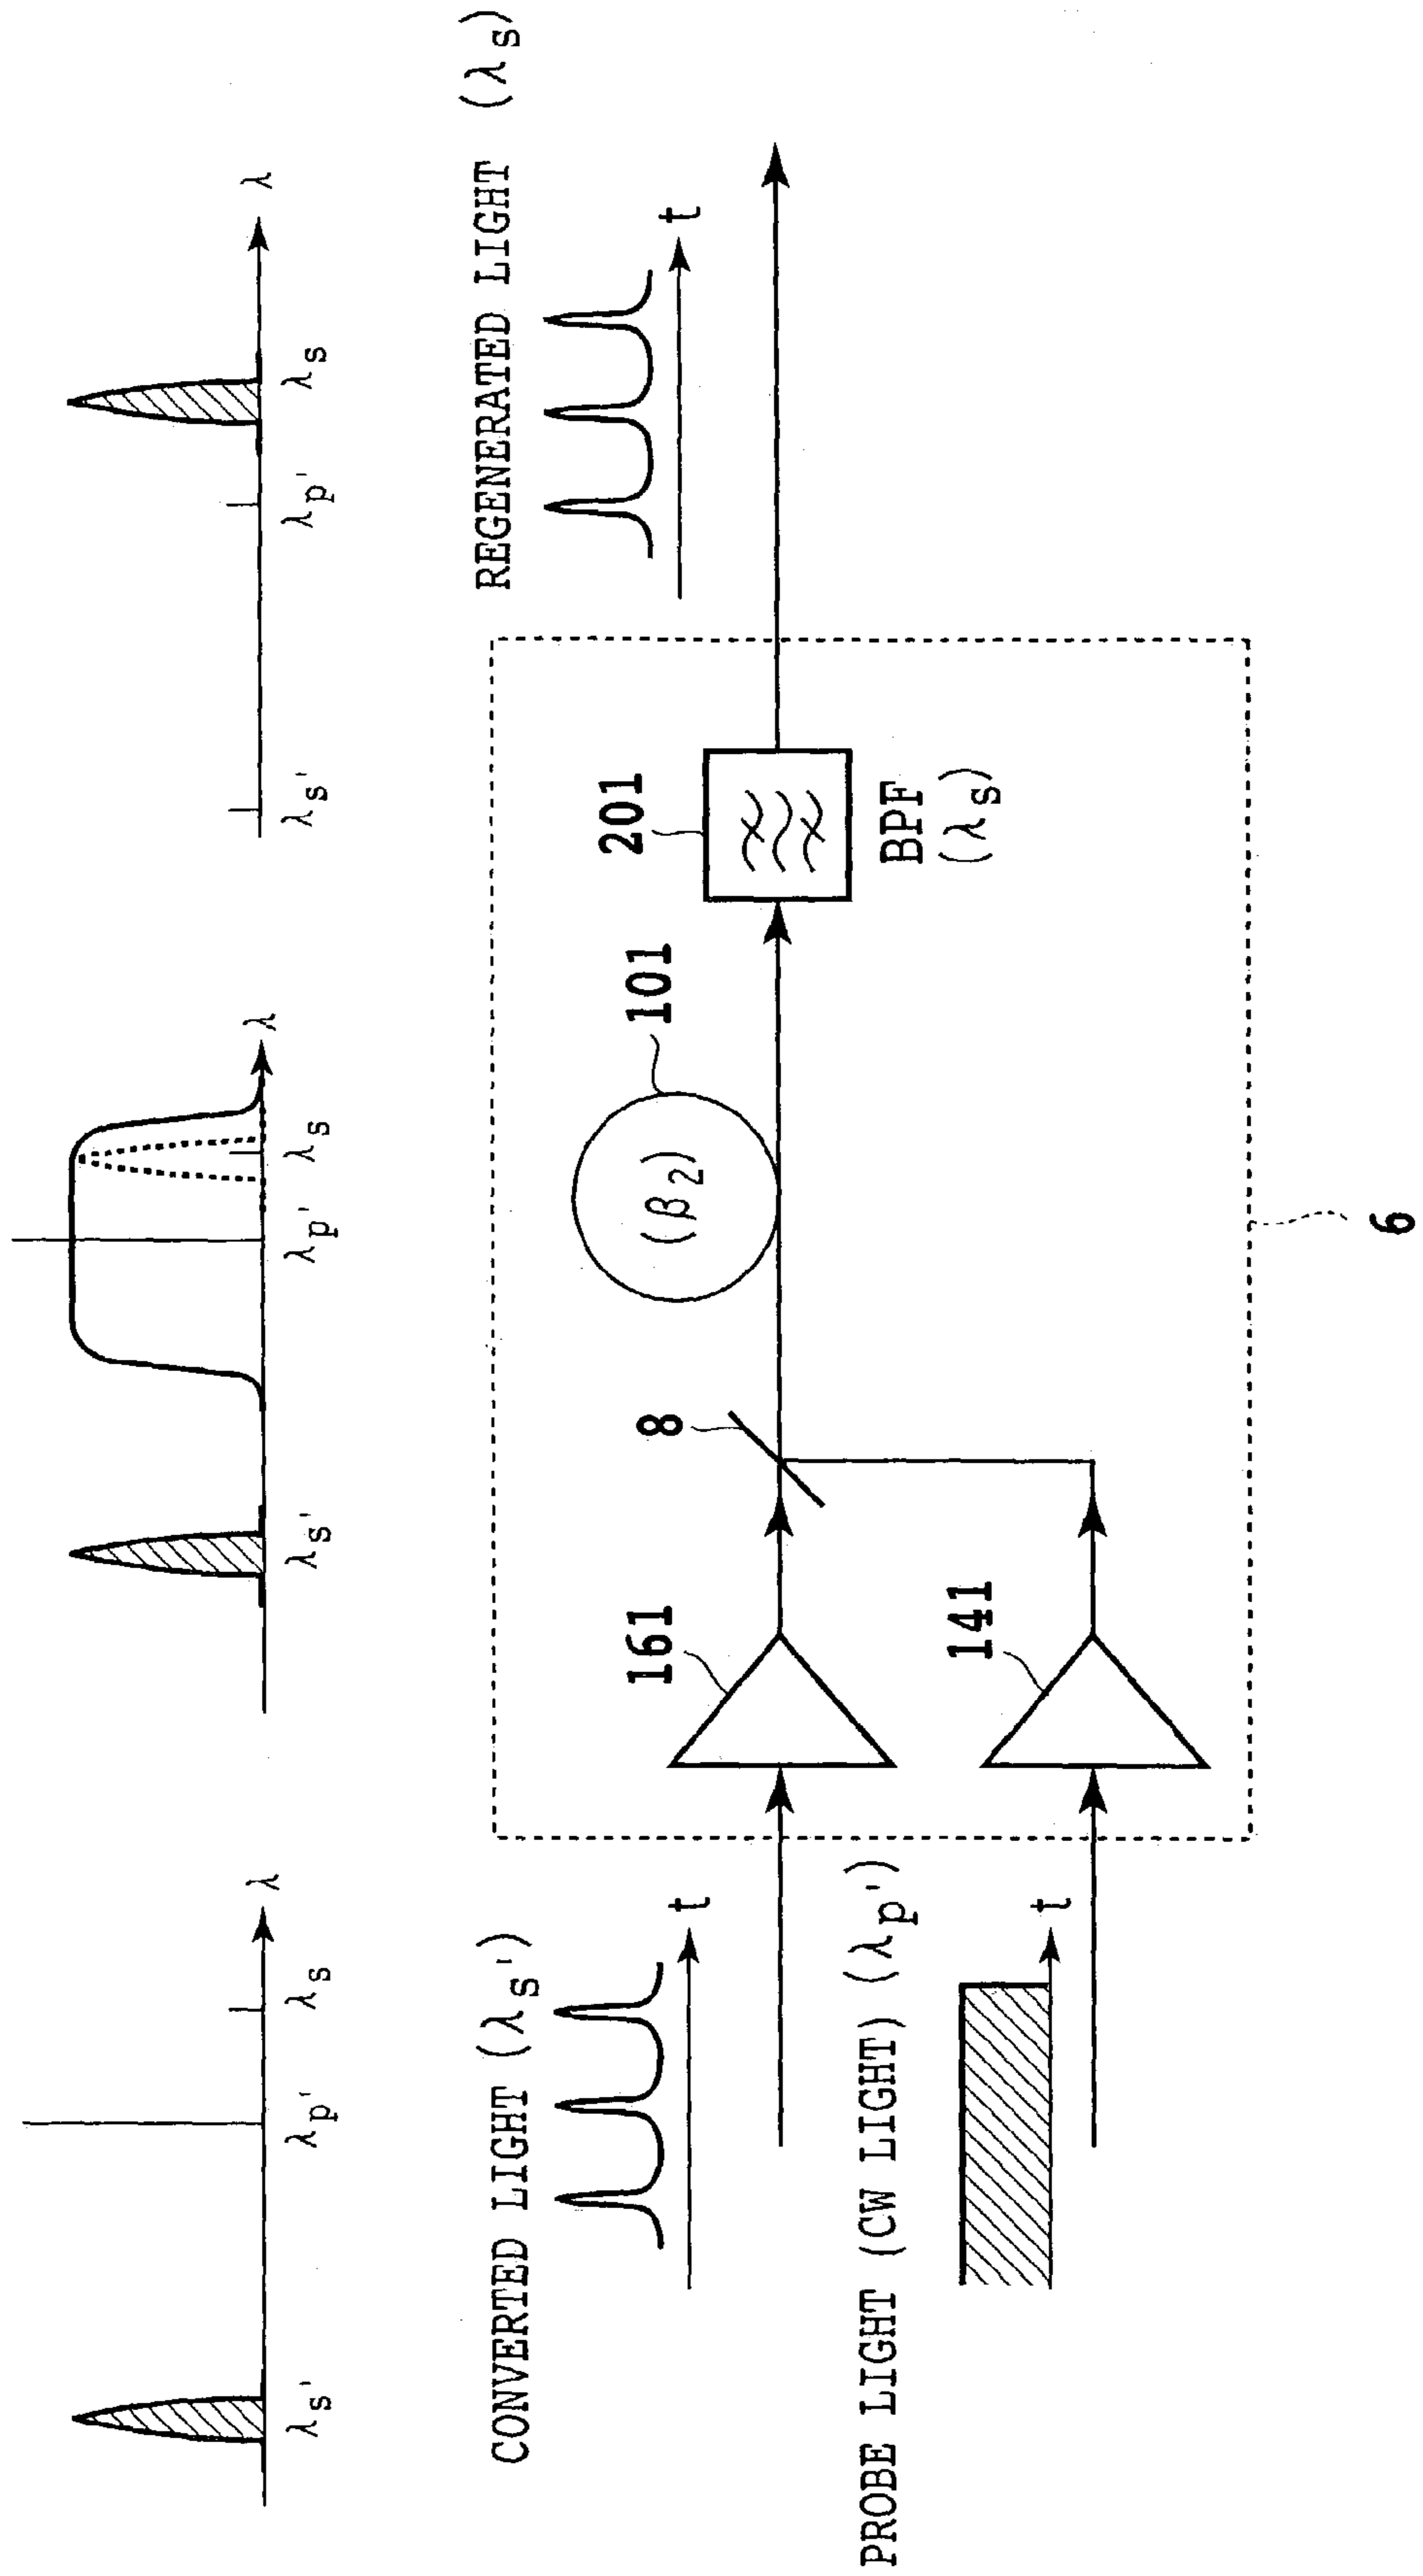 λs' λp' λs λ
λs' λp' λs λ
λs' λp' λs λ
CONVERTED LIGHT (λs')
t
REGENERATED LIGHT (λs)
t
161
8
101
(β2)
201
BPF
(λs)
PROBE LIGHT (CW LIGHT) (λp')
t
141
6